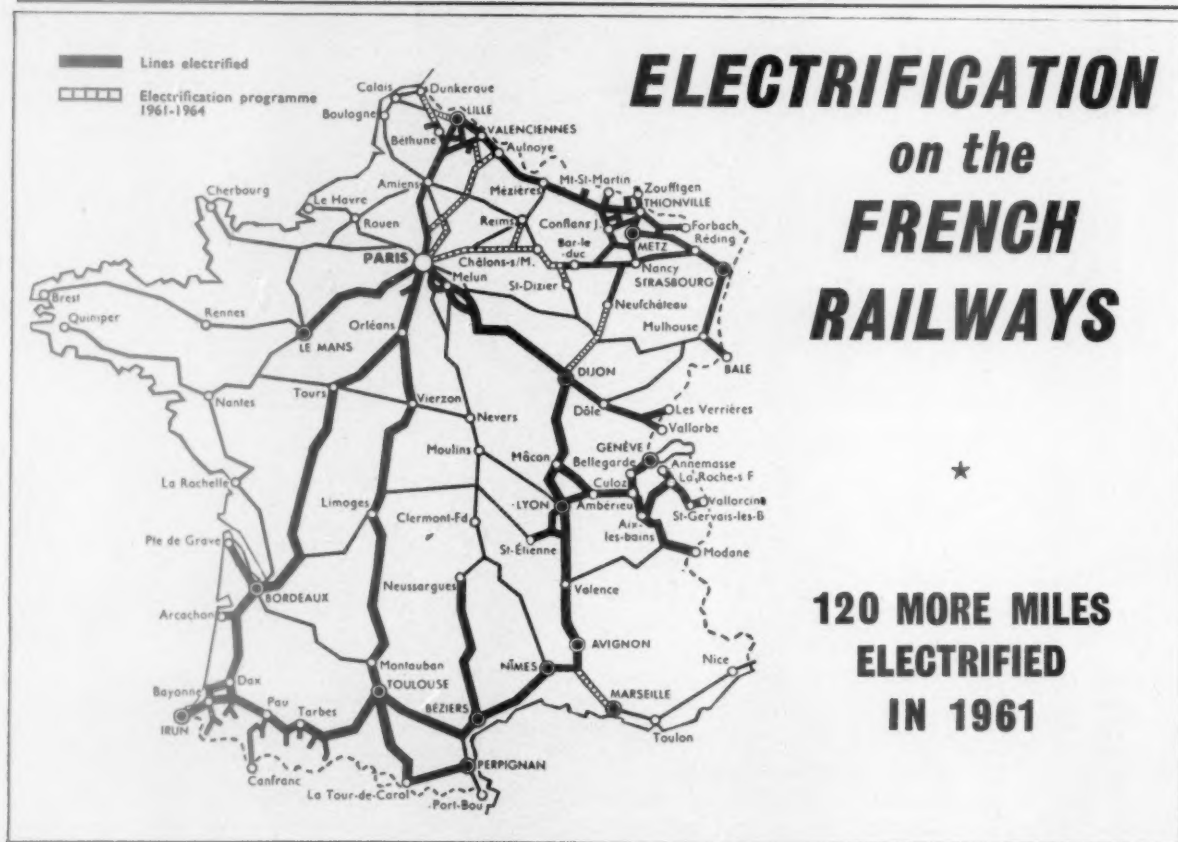 Lines electrified
Electrification programme
1961-1964
ELECTRIFICATION
on the
FRENCH
RAILWAYS
★
120 MORE MILES
ELECTRIFIED
IN 1961
Calais
Dunkerque
Boulogne
LILLE
Béthune
VALENCIENNES
Aulnoye
Amiens
Mézières
Mt-St-Martin
Zoufftgen
THIONVILLE
Cherbourg
Le Havre
Rouen
Reims
Conflans J.
Forbach
Réding
METZ
PARIS
Châlons-s/M.
Bar-le
-duc
Nancy
STRASBOURG
Melun
St-Dizier
Brest
Quimper
Rennes
LE MANS
Orléans
Neufchâteau
Mulhouse
BALE
DIJON
Nantes
Tours
Vierzon
Nevers
Dôle
Les Verrières
Vallorbe
Moulins
Mâcon
GENÈVE
Bellegarde
Annemasse
La Roche-s F
La Rochelle
Limoges
Clermont-Fd
LYON
Culoz
Ambérieu
Vallorcine
St-Gervais-les-B
Aix-
les-bains
Pte de Grave
St-Étienne
Modane
Neussargues
Valence
BORDEAUX
Arcachon
AVIGNON
Montauban
NÎMES
Nice
Bayonne
Dax
TOULOUSE
MARSEILLE
Pau
Tarbes
BÉZIERS
IRUN
Toulon
Canfranc
PERPIGNAN
La Tour-de-Carol
Port-Bou